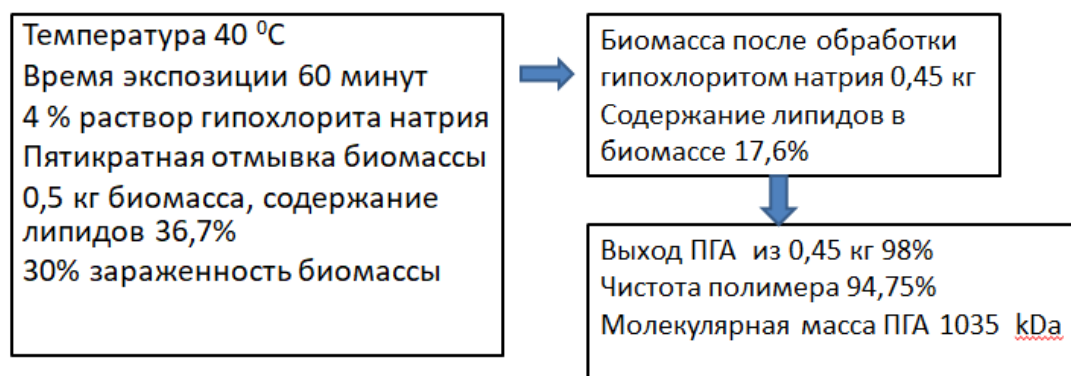 Температура 40 ⁰С
Время экспозиции 60 минут
4 % раствор гипохлорита натрия
Пятикратная отмывка биомассы
0,5 кг биомасса, содержание
липидов 36,7%
30% зараженность биомассы
Биомасса после обработки
гипохлоритом натрия 0,45 кг
Содержание липидов в
биомассе 17,6%
Выход ПГА из 0,45 кг 98%
Чистота полимера 94,75%
Молекулярная масса ПГА 1035 kDa